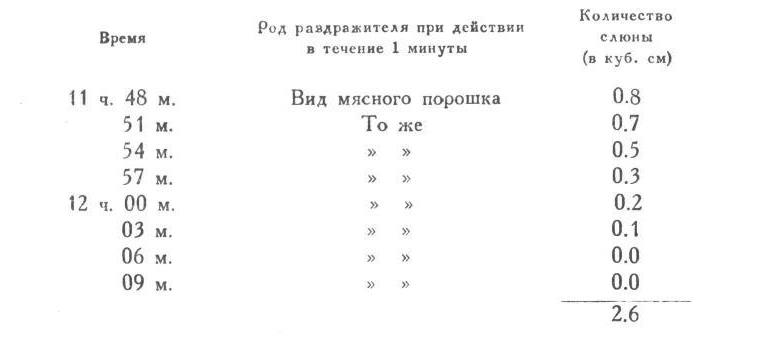 Время Род раздражителя при действии в течение 1 минуты Количество слюны (в куб. см)
11 ч. 48 м. Вид мясного порошка 0.8
51 м. То же 0.7
54 м. » » 0.5
57 м. » » 0.3
12 ч. 00 м. » » 0.2
03 м. » » 0.1
06 м. » » 0.0
09 м. » » 0.0
2.6